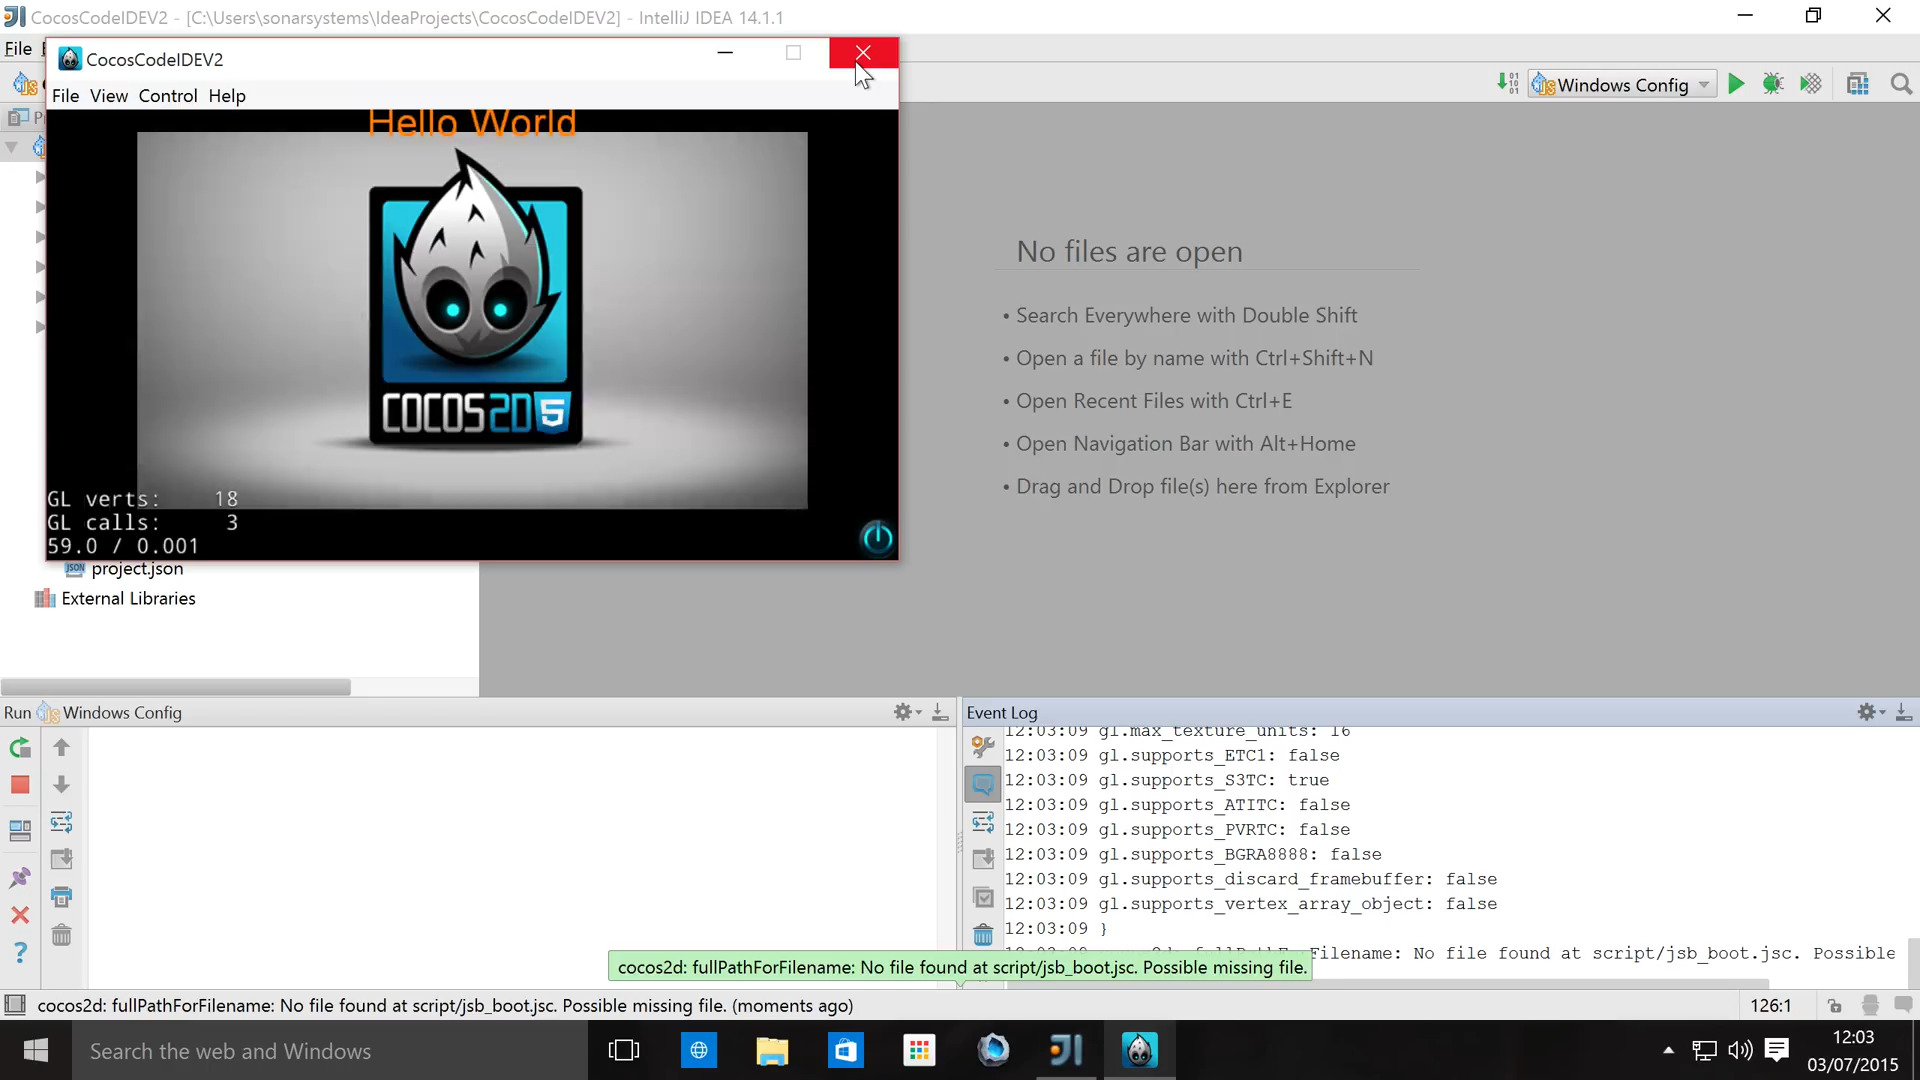 CocosCodeIDEV2 - [C:\Users\sonarsystems\IdeaProjects\CocosCodeIDEV2] - IntelliJ IDEA 14.1.1
File
CocosCodeIDEV2
File View Control Help
Windows Config
Hello World
COCOS2D 5
GL verts: 18
GL calls: 3
59.0 / 0.001
No files are open
• Search Everywhere with Double Shift
• Open a file by name with Ctrl+Shift+N
• Open Recent Files with Ctrl+E
• Open Navigation Bar with Alt+Home
• Drag and Drop file(s) here from Explorer
JSON project.json
External Libraries
Run Windows Config
Event Log
12:03:09 gl.max_texture_units: 16
12:03:09 gl.supports_ETC1: false
12:03:09 gl.supports_S3TC: true
12:03:09 gl.supports_ATITC: false
12:03:09 gl.supports_PVRTC: false
12:03:09 gl.supports_BGRA8888: false
12:03:09 gl.supports_discard_framebuffer: false
12:03:09 gl.supports_vertex_array_object: false
12:03:09 }
Filename: No file found at script/jsb_boot.jsc. Possible
cocos2d: fullPathForFilename: No file found at script/jsb_boot.jsc. Possible missing file.
cocos2d: fullPathForFilename: No file found at script/jsb_boot.jsc. Possible missing file. (moments ago)
126:1
Search the web and Windows
12:03
03/07/2015